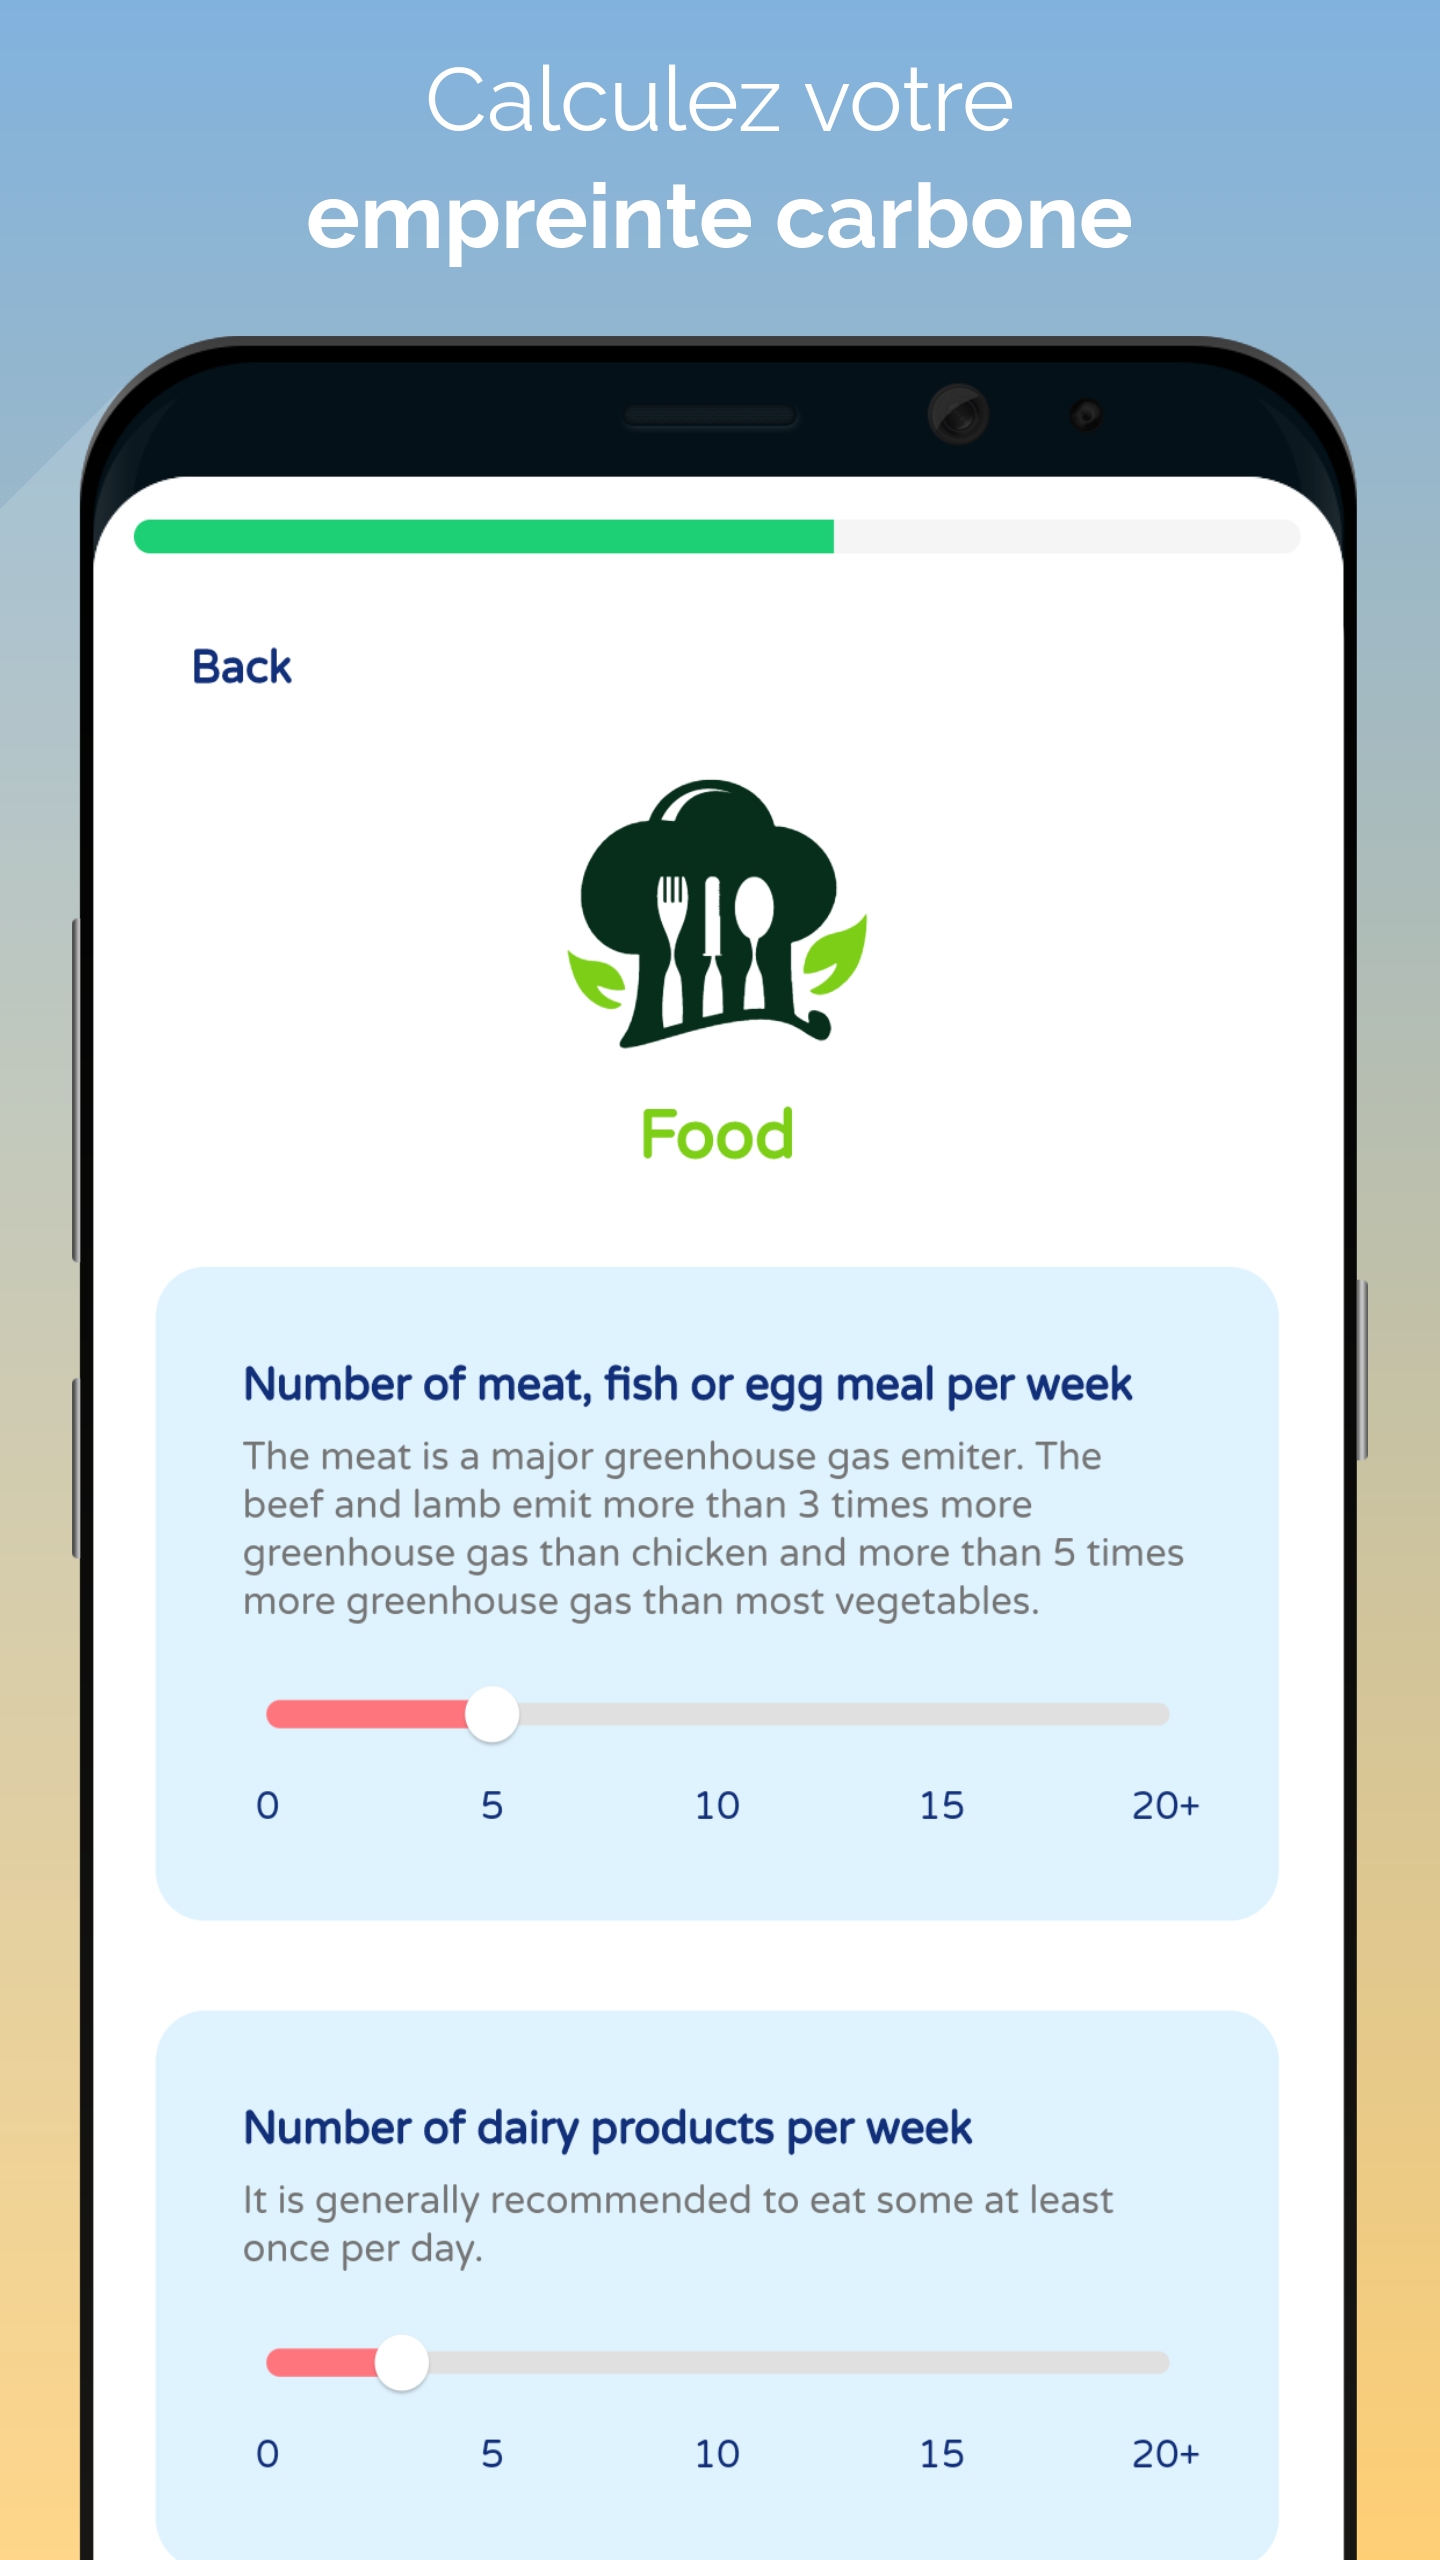 Calculez votre
empreinte carbone
Back
Food
Number of meat, fish or egg meal per week
The meat is a major greenhouse gas emiter. The
beef and lamb emit more than 3 times more
greenhouse gas than chicken and more than 5 times
more greenhouse gas than most vegetables.
0 5 10 15 20+
Number of dairy products per week
It is generally recommended to eat some at least
once per day.
0 5 10 15 20+